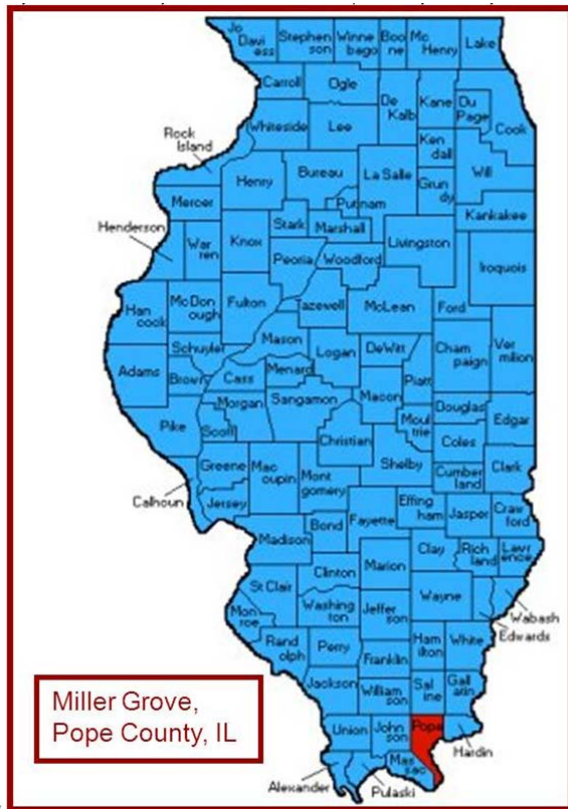 Jo
Davi
ess
Stephen
son
Winne
bago
Boo
ne
Mc
Henry
Lake
Carroll
Ogle
De
Kalb
Kane
Du
Page
Cook
Whiteside
Lee
Ken
dall
Rock
Island
Will
Henry
Bureau
La Salle
Grun
dy
Putnam
Mercer
Kankakee
Henderson
War
ren
Knox
Stark
Marshall
Livingston
Peoria
Woodford
Iroquois
Han
cock
McDon
ough
Fulton
Tazewell
McLean
Ford
Mason
Schuyler
Logan
DeWitt
Cham
paign
Ver
milion
Adams
Brown
Cass
Menard
Piatt
Macon
Morgan
Sangamon
Douglas
Edgar
Pike
Scott
Moul
trie
Christian
Coles
Greene
Mac
oupin
Shelby
Cumber
land
Clark
Calhoun
Jersey
Mont
gomery
Effing
ham
Jasper
Craw
ford
Fayette
Bond
Madison
Clay
Rich
land
Lawr
ence
Marion
Clinton
St Clair
Wayne
Wabash
Edwards
Mon
roe
Washing
ton
Jeffer
son
Rand
olph
Perry
Ham
ilton
White
Franklin
Jackson
William
son
Sal
ine
Gall
atin
Miller Grove,
Pope County, IL
Union
John
son
Pope
Hardin
Mas
sac
Alexander
Pulaski